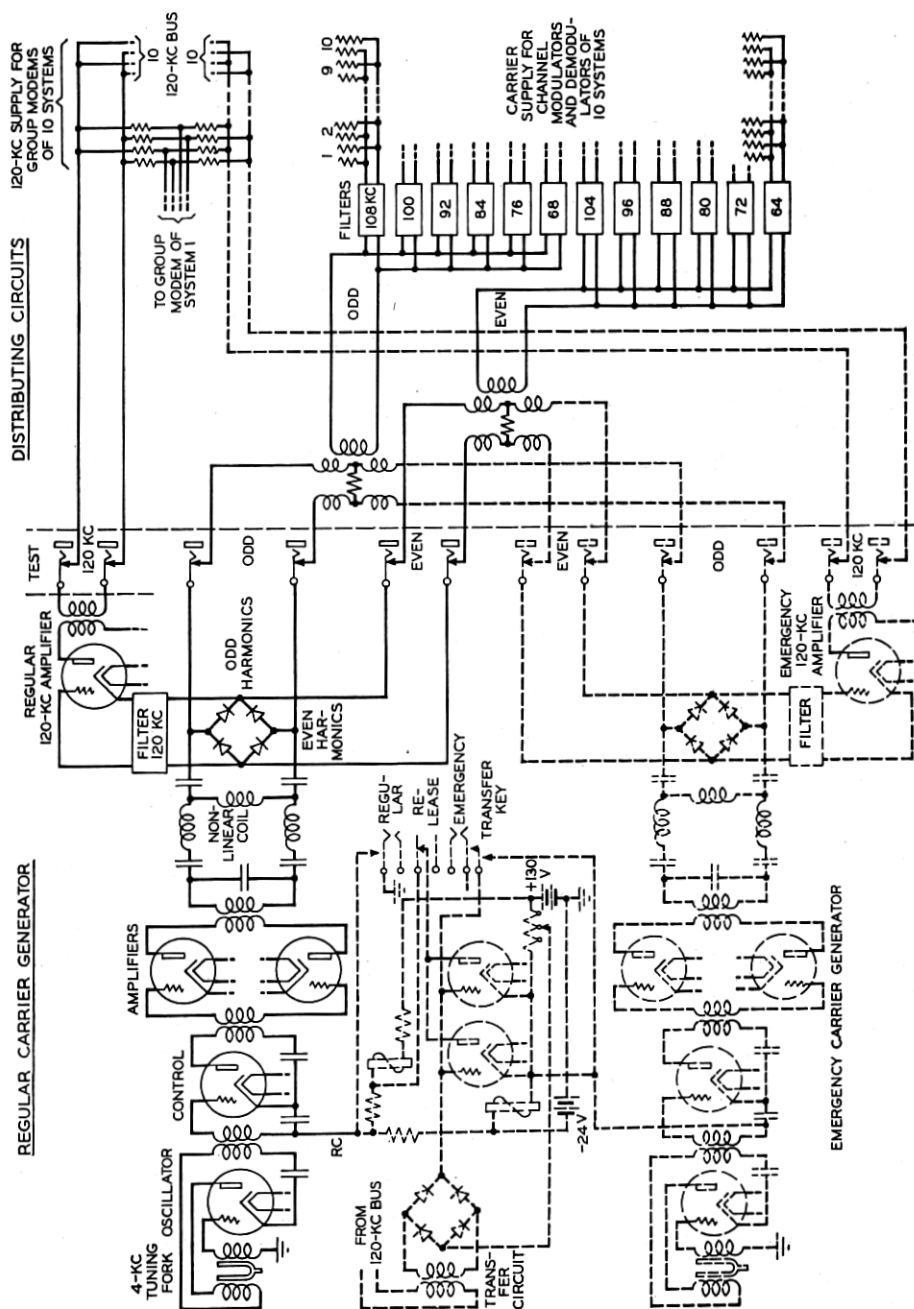 REGULAR CARRIER GENERATOR
DISTRIBUTING CIRCUITS
4-KC
TUNING
FORK
OSCILLATOR
CONTROL
AMPLIFIERS
NON-
LINEAR
COIL
REGULAR
120-KC AMPLIFIER
FILTER
120 KC
ODD
HARMONICS
EVEN
HAR-
MONICS
TEST
120 KC
ODD
EVEN
120-KC SUPPLY FOR
GROUP MODEMS
OF 10 SYSTEMS
10
120-KC BUS
10
TO GROUP
MODEM OF
SYSTEM 1
ODD
EVEN
FILTERS
108KC
100
92
84
76
68
104
96
88
80
72
64
1
2
9
10
CARRIER
SUPPLY FOR
CHANNEL
MODULATORS
AND DEMODU-
LATORS OF
10 SYSTEMS
RC
FROM
120-KC BUS
TRANS-
FER
CIRCUIT
-24V
+130
V
REGU-
LAR
RE-
LEASE
EMERGENCY
TRANSFER
KEY
EVEN
ODD
120 KC
EMERGENCY
120-KC
AMPLIFIER
FILTER
EMERGENCY CARRIER GENERATOR